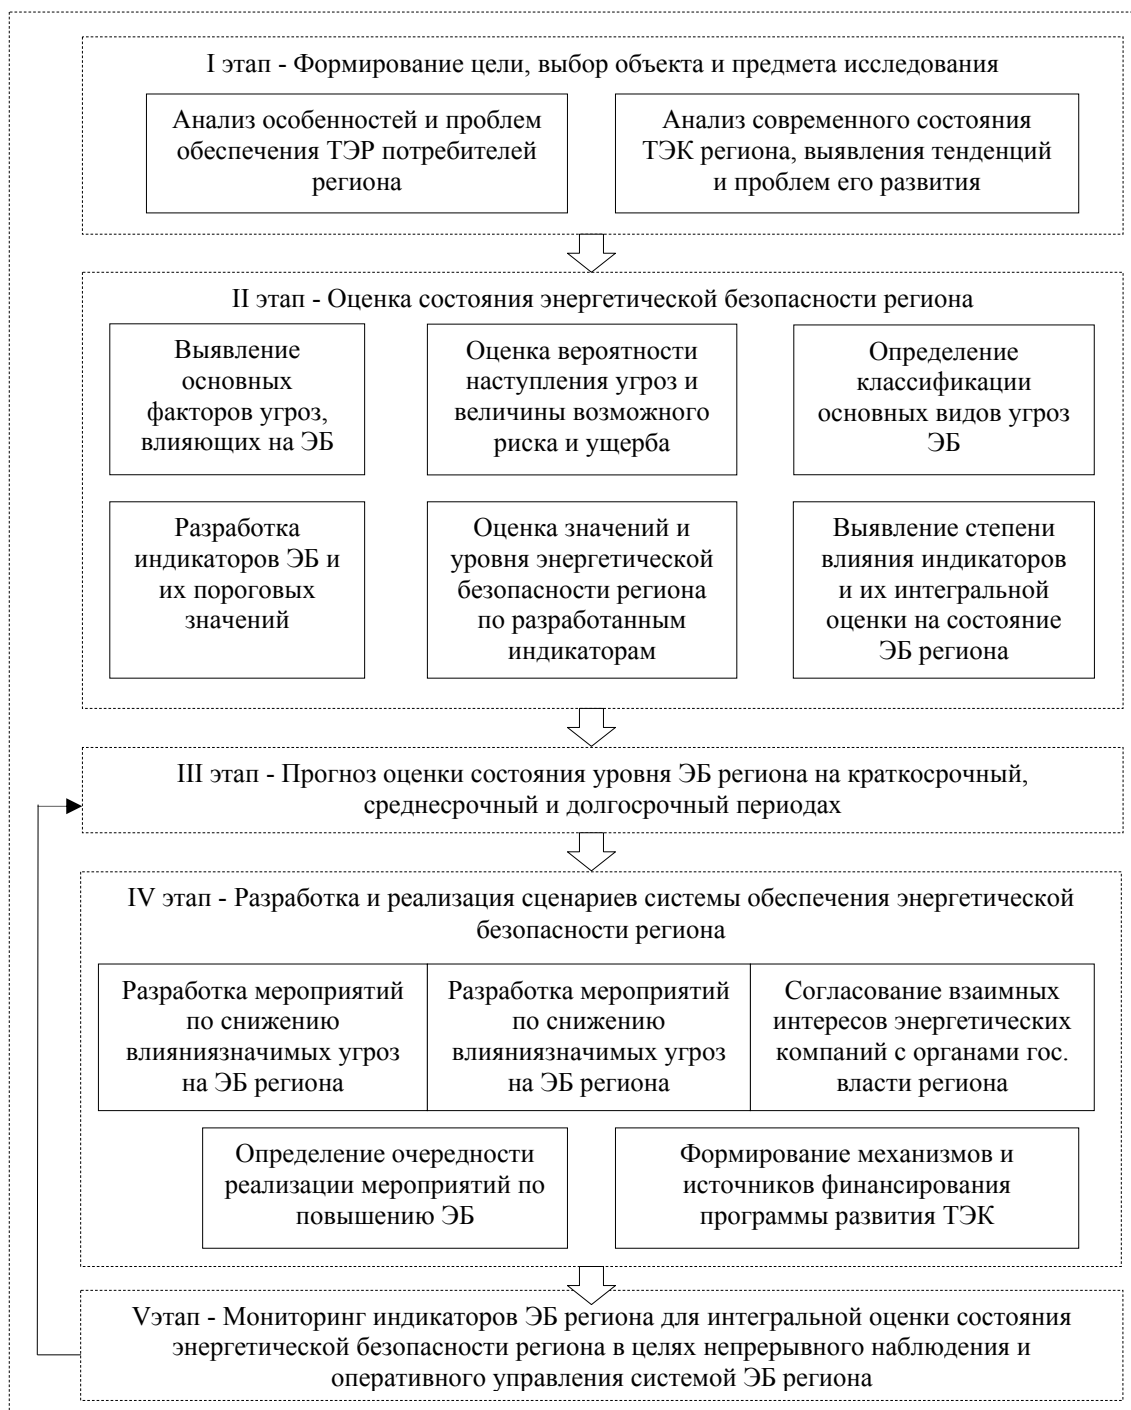 I этап - Формирование цели, выбор объекта и предмета исследования
Анализ особенностей и проблем
обеспечения ТЭР потребителей
региона
Анализ современного состояния
ТЭК региона, выявления тенденций
и проблем его развития
II этап - Оценка состояния энергетической безопасности региона
Выявление
основных
факторов угроз,
влияющих на ЭБ
Оценка вероятности
наступления угроз и
величины возможного
риска и ущерба
Определение
классификации
основных видов угроз
ЭБ
Разработка
индикаторов ЭБ и
их пороговых
значений
Оценка значений и
уровня энергетической
безопасности региона
по разработанным
индикаторам
Выявление степени
влияния индикаторов
и их интегральной
оценки на состояние
ЭБ региона
III этап - Прогноз оценки состояния уровня ЭБ региона на краткосрочный,
среднесрочный и долгосрочный периодах
IV этап - Разработка и реализация сценариев системы обеспечения энергетической
безопасности региона
Разработка мероприятий
по снижению
влияниязначимых угроз
на ЭБ региона
Разработка мероприятий
по снижению
влияниязначимых угроз
на ЭБ региона
Согласование взаимных
интересов энергетических
компаний с органами гос.
власти региона
Определение очередности
реализации мероприятий по
повышению ЭБ
Формирование механизмов и
источников финансирования
программы развития ТЭК
Vэтап - Мониторинг индикаторов ЭБ региона для интегральной оценки состояния
энергетической безопасности региона в целях непрерывного наблюдения и
оперативного управления системой ЭБ региона